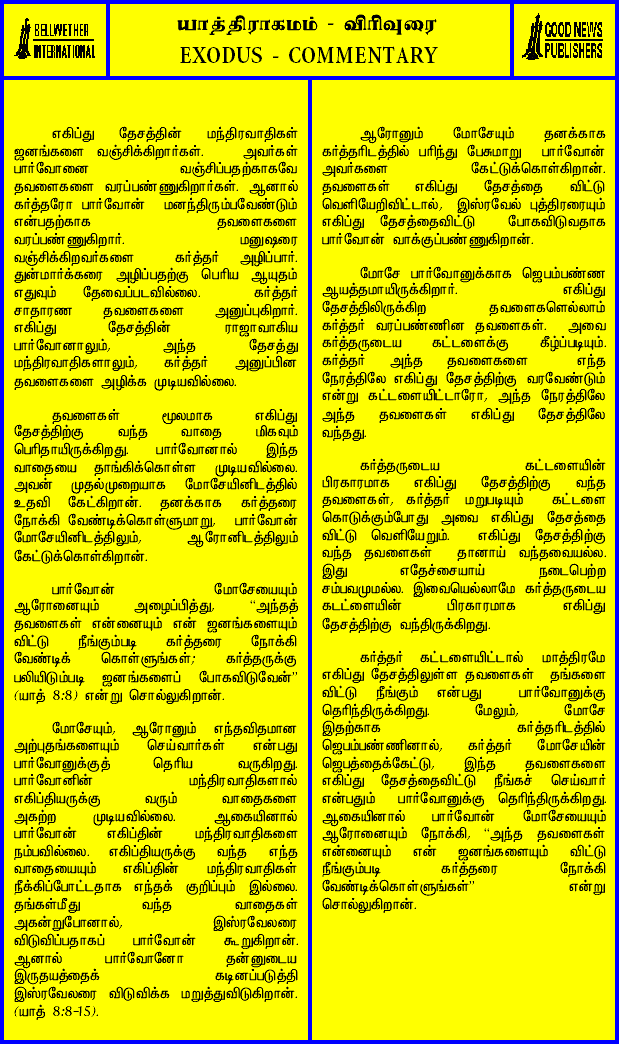 BELLWETHER
INTERNATIONAL
யாத்திராகமம் - விரிவுரை
EXODUS - COMMENTARY
GOOD NEWS
PUBLISHERS
எகிப்து தேசத்தின் மந்திரவாதிகள்
ஜனங்களை வஞ்சிக்கிறார்கள். அவர்கள்
பார்வோனை வஞ்சிப்பதற்காகவே
தவளைகளை வரப்பண்ணுகிறார்கள். ஆனால்
கர்த்தரோ பார்வோன் மனந்திரும்பவேண்டும்
என்பதற்காக தவளைகளை
வரப்பண்ணுகிறார். மனுஷரை
வஞ்சிக்கிறவர்களை கர்த்தர் அழிப்பார்.
துன்மார்க்கரை அழிப்பதற்கு பெரிய ஆயுதம்
எதுவும் தேவைப்படவில்லை. கர்த்தர்
சாதாரண தவளைகளை அனுப்புகிறார்.
எகிப்து தேசத்தின் ராஜாவாகிய
பார்வோனாலும், அந்த தேசத்து
மந்திரவாதிகளாலும், கர்த்தர் அனுப்பின
தவளைகளை அழிக்க முடியவில்லை.
தவளைகள் மூலமாக எகிப்து
தேசத்திற்கு வந்த வாதை மிகவும்
பெரிதாயிருக்கிறது. பார்வோனால் இந்த
வாதையை தாங்கிக்கொள்ள முடியவில்லை.
அவன் முதல்முறையாக மோசேயினிடத்தில்
உதவி கேட்கிறான். தனக்காக கர்த்தரை
நோக்கி வேண்டிக்கொள்ளுமாறு, பார்வோன்
மோசேயினிடத்திலும், ஆரோனிடத்திலும்
கேட்டுக்கொள்கிறான்.
பார்வோன் மோசேயையும்
ஆரோனையும் அழைப்பித்து, “அந்தத்
தவளைகள் என்னையும் என் ஜனங்களையும்
விட்டு நீங்கும்படி கர்த்தரை நோக்கி
வேண்டிக் கொள்ளுங்கள்; கர்த்தருக்கு
பலியிடும்படி ஜனங்களைப் போகவிடுவேன்”
(யாத் 8:8) என்று சொல்லுகிறான்.
மோசேயும், ஆரோனும் எந்தவிதமான
அற்புதங்களையும் செய்வார்கள் என்பது
பார்வோனுக்குத் தெரிய வருகிறது.
பார்வோனின் மந்திரவாதிகளால்
எகிப்தியருக்கு வரும் வாதைகளை
அகற்ற முடியவில்லை. ஆகையினால்
பார்வோன் எகிப்தின் மந்திரவாதிகளை
நம்பவில்லை. எகிப்தியருக்கு வந்த எந்த
வாதையையும் எகிப்தின் மந்திரவாதிகள்
நீக்கிப்போட்டதாக எந்தக் குறிப்பும் இல்லை.
தங்கள்மீது வந்த வாதைகள்
அகன்றுபோனால், இஸ்ரவேலரை
விடுவிப்பதாகப் பார்வோன் கூறுகிறான்.
ஆனால் பார்வோனோ தன்னுடைய
இருதயத்தைக் கடினப்படுத்தி
இஸ்ரவேலரை விடுவிக்க மறுத்துவிடுகிறான்.
(யாத் 8:8-15).
ஆரோனும் மோசேயும் தனக்காக
கர்த்தரிடத்தில் பரிந்து பேசுமாறு பார்வோன்
அவர்களை கேட்டுக்கொள்கிறான்.
தவளைகள் எகிப்து தேசத்தை விட்டு
வெளியேறிவிட்டால், இஸ்ரவேல் புத்திரரையும்
எகிப்து தேசத்தைவிட்டு போகவிடுவதாக
பார்வோன் வாக்குப்பண்ணுகிறான்.
மோசே பார்வோனுக்காக ஜெபம்பண்ண
ஆயத்தமாயிருக்கிறார். எகிப்து
தேசத்திலிருக்கிற தவளைகளெல்லாம்
கர்த்தர் வரப்பண்ணின தவளைகள். அவை
கர்த்தருடைய கட்டளைக்கு கீழ்ப்படியும்.
கர்த்தர் அந்த தவளைகளை எந்த
நேரத்திலே எகிப்து தேசத்திற்கு வரவேண்டும்
என்று கட்டளையிட்டாரோ, அந்த நேரத்திலே
அந்த தவளைகள் எகிப்து தேசத்திலே
வந்தது.
கர்த்தருடைய கட்டளையின்
பிரகாரமாக எகிப்து தேசத்திற்கு வந்த
தவளைகள், கர்த்தர் மறுபடியும் கட்டளை
கொடுக்கும்போது அவை எகிப்து தேசத்தை
விட்டு வெளியேறும். எகிப்து தேசத்திற்கு
வந்த தவளைகள் தானாய் வந்தவையல்ல.
இது எதேச்சையாய் நடைபெற்ற
சம்பவமுமல்ல. இவையெல்லாமே கர்த்தருடைய
கடட்ளையின் பிரகாரமாக எகிப்து
தேசத்திற்கு வந்திருக்கிறது.
கர்த்தர் கட்டளையிட்டால் மாத்திரமே
எகிப்து தேசத்திலுள்ள தவளைகள் தங்களை
விட்டு நீங்கும் என்பது பார்வோனுக்கு
தெரிந்திருக்கிறது. மேலும், மோசே
இதற்காக கர்த்தரிடத்தில்
ஜெபம்பண்ணினால், கர்த்தர் மோசேயின்
ஜெபத்தைக்கேட்டு, இந்த தவளைகளை
எகிப்து தேசத்தைவிட்டு நீங்கச் செய்வார்
என்பதும் பார்வோனுக்கு தெரிந்திருக்கிறது.
ஆகையினால் பார்வோன் மோசேயையும்
ஆரோனையும் நோக்கி, “அந்த தவளைகள்
என்னையும் என் ஜனங்களையும் விட்டு
நீங்கும்படி கர்த்தரை நோக்கி
வேண்டிக்கொள்ளுங்கள்” என்று
சொல்லுகிறான்.